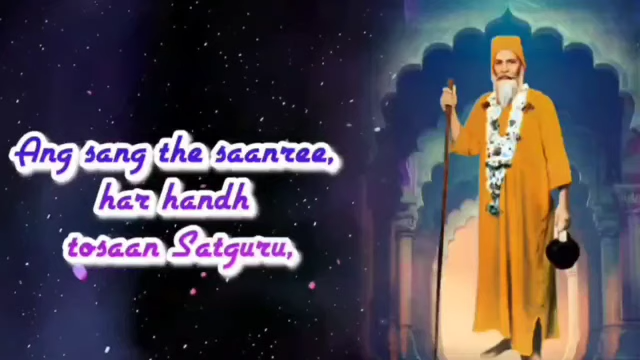 Ang sang the saanree,
har handh
tosaan Satguru,